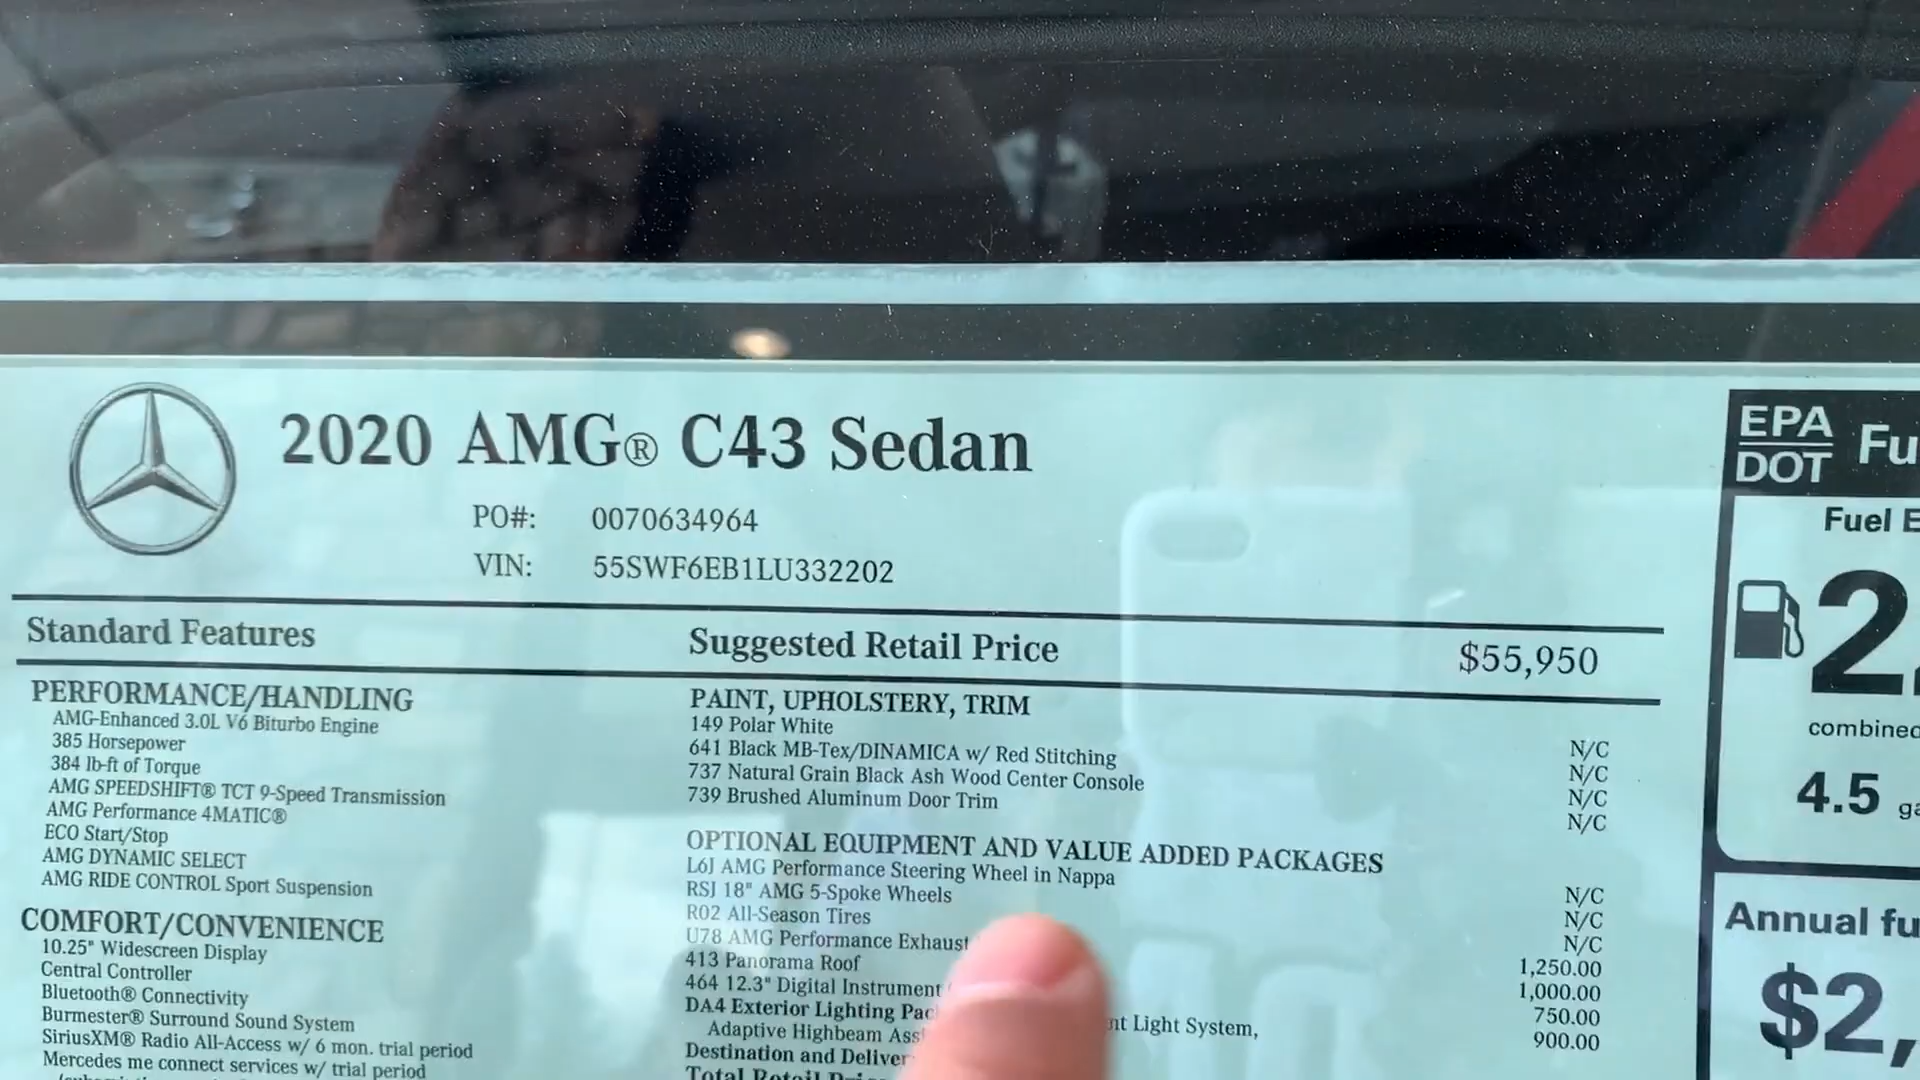 2020 AMG® C43 Sedan
PO#: 0070634964
VIN: 55SWF6EB1LU332202
Standard Features
PERFORMANCE/HANDLING
AMG-Enhanced 3.0L V6 Biturbo Engine
385 Horsepower
384 lb-ft of Torque
AMG SPEEDSHIFT® TCT 9-Speed Transmission
AMG Performance 4MATIC®
ECO Start/Stop
AMG DYNAMIC SELECT
AMG RIDE CONTROL Sport Suspension
COMFORT/CONVENIENCE
10.25" Widescreen Display
Central Controller
Bluetooth® Connectivity
Burmester® Surround Sound System
SiriusXM® Radio All-Access w/ 6 mon. trial period
Mercedes me connect services w/ trial period
Suggested Retail Price $55,950
PAINT, UPHOLSTERY, TRIM
149 Polar White N/C
641 Black MB-Tex/DINAMICA w/ Red Stitching N/C
737 Natural Grain Black Ash Wood Center Console N/C
739 Brushed Aluminum Door Trim N/C
OPTIONAL EQUIPMENT AND VALUE ADDED PACKAGES
L6J AMG Performance Steering Wheel in Nappa N/C
RSJ 18" AMG 5-Spoke Wheels N/C
R02 All-Season Tires N/C
U78 AMG Performance Exhaust 1,250.00
413 Panorama Roof 1,000.00
464 12.3" Digital Instrument 750.00
DA4 Exterior Lighting 900.00
Adaptive Highbeam Light System,
Destination and
Total
EPA
DOT
Fuel
combined
4.5
Annual
$2,